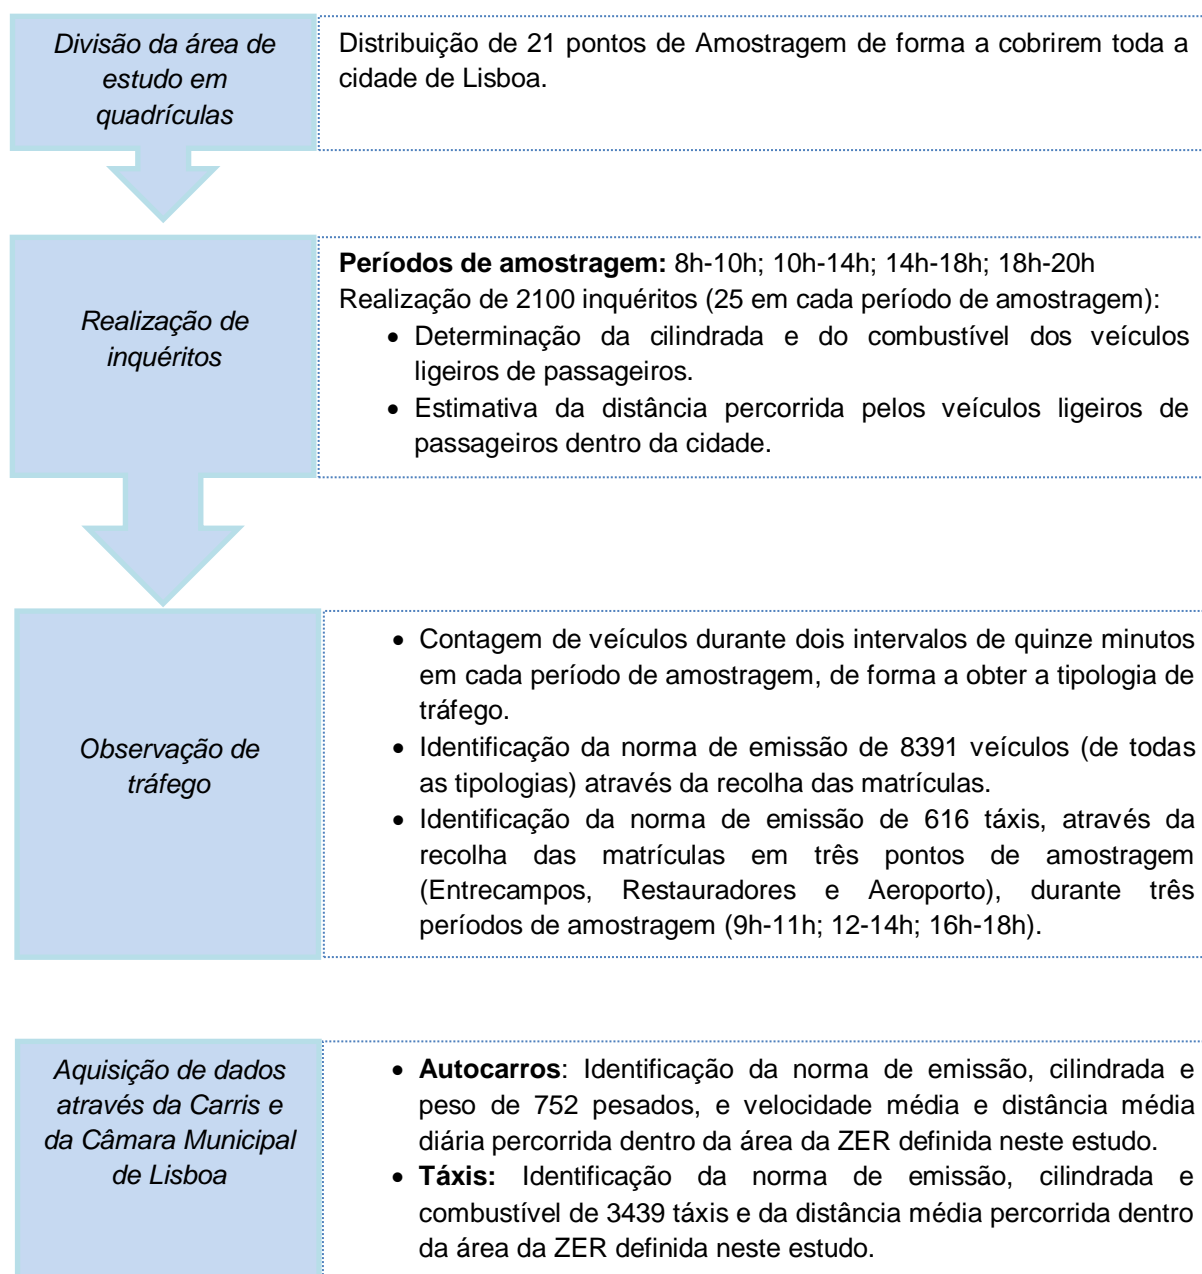 Divisão da área de
estudo em
quadrículas
Distribuição de 21 pontos de Amostragem de forma a cobrirem toda a
cidade de Lisboa.
Realização de
inquéritos
Períodos de amostragem: 8h-10h; 10h-14h; 14h-18h; 18h-20h
Realização de 2100 inquéritos (25 em cada período de amostragem):
• Determinação da cilindrada e do combustível dos veículos
ligeiros de passageiros.
• Estimativa da distância percorrida pelos veículos ligeiros de
passageiros dentro da cidade.
Observação de
tráfego
• Contagem de veículos durante dois intervalos de quinze minutos
em cada período de amostragem, de forma a obter a tipologia de
tráfego.
• Identificação da norma de emissão de 8391 veículos (de todas
as tipologias) através da recolha das matrículas.
• Identificação da norma de emissão de 616 táxis, através da
recolha das matrículas em três pontos de amostragem
(Entrecampos, Restauradores e Aeroporto), durante três
períodos de amostragem (9h-11h; 12-14h; 16h-18h).
Aquisição de dados
através da Carris e
da Câmara Municipal
de Lisboa
• Autocarros: Identificação da norma de emissão, cilindrada e
peso de 752 pesados, e velocidade média e distância média
diária percorrida dentro da área da ZER definida neste estudo.
• Táxis: Identificação da norma de emissão, cilindrada e
combustível de 3439 táxis e da distância média percorrida dentro
da área da ZER definida neste estudo.